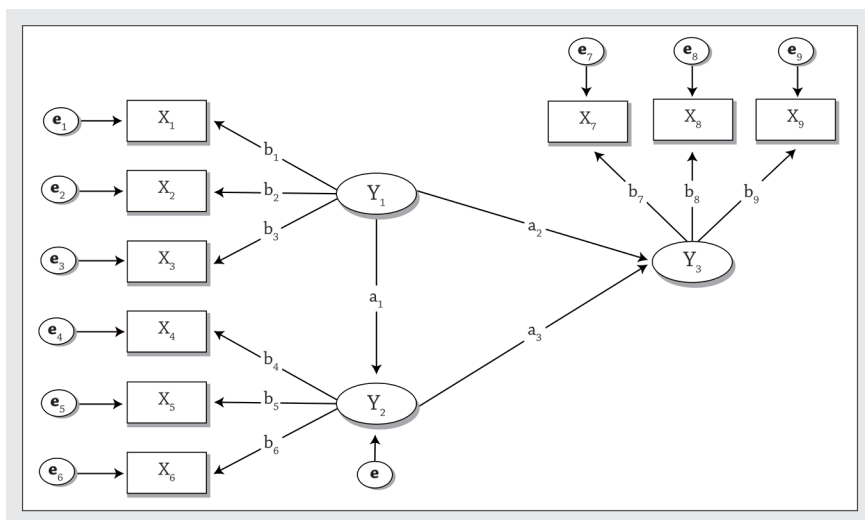 e₇ e₈ e₉
e₁ X₁ X₇ X₈ X₉
b₁
e₂ X₂ b₂ Y₁ b₇ b₈ b₉
b₃ a₂
e₃ X₃ Y₃
a₁
e₄ X₄ a₃
b₄
e₅ X₅ b₅ Y₂
b₆
e₆ X₆ e